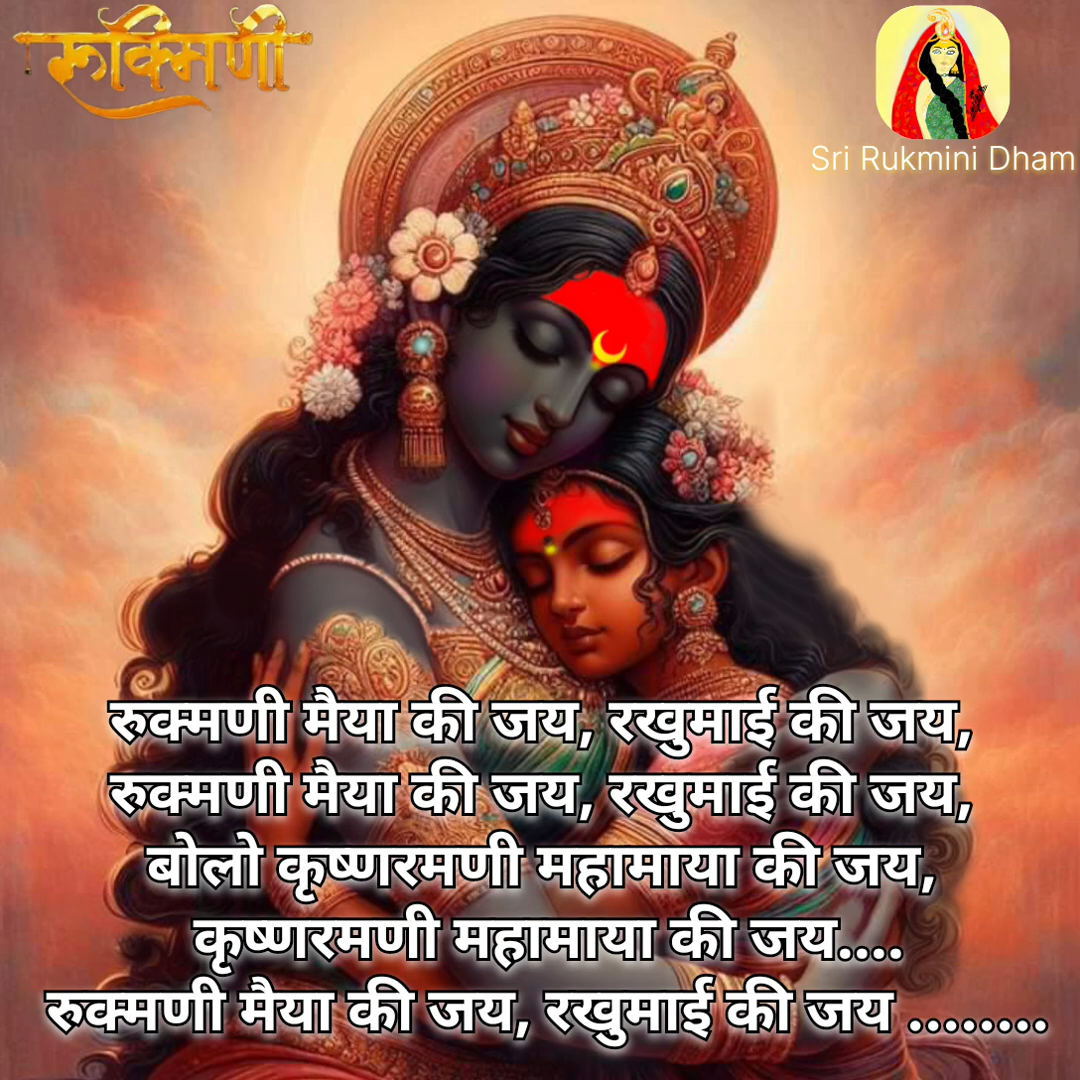 रुक्मिणी
Sri Rukmini Dham
रुक्मणी मैया की जय, रखुमाई की जय,
रुक्मणी मैया की जय, रखुमाई की जय,
बोलो कृष्णरमणी महामाया की जय,
कृष्णरमणी महामाया की जय....
रुक्मणी मैया की जय, रखुमाई की जय ........